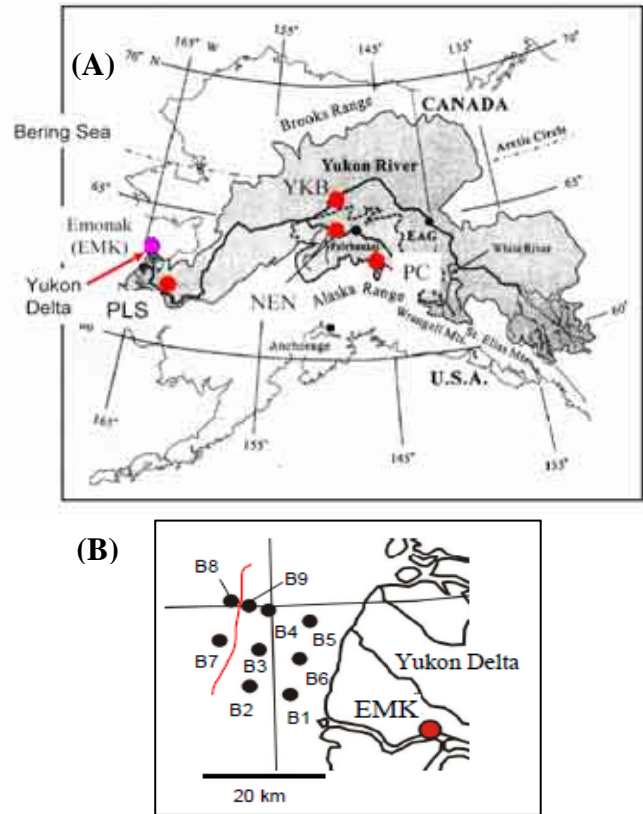 (A)
165° W
155°
145°
135°
70° N
70°
Bering Sea
Brooks Range
CANADA
Arctic Circle
Yukon River
65°
65°
YKB
Emonak
(EMK)
EAG
Fairbanks
White River
Yukon
Delta
PC
PLS
NEN
Alaska Range
Wrangell Mts.
St. Elias
60°
Anchorage
U.S.A.
165°
155°
145°
135°
(B)
B8
B9
B4
B5
B7
B3
B6
Yukon Delta
B2
B1
EMK
20 km